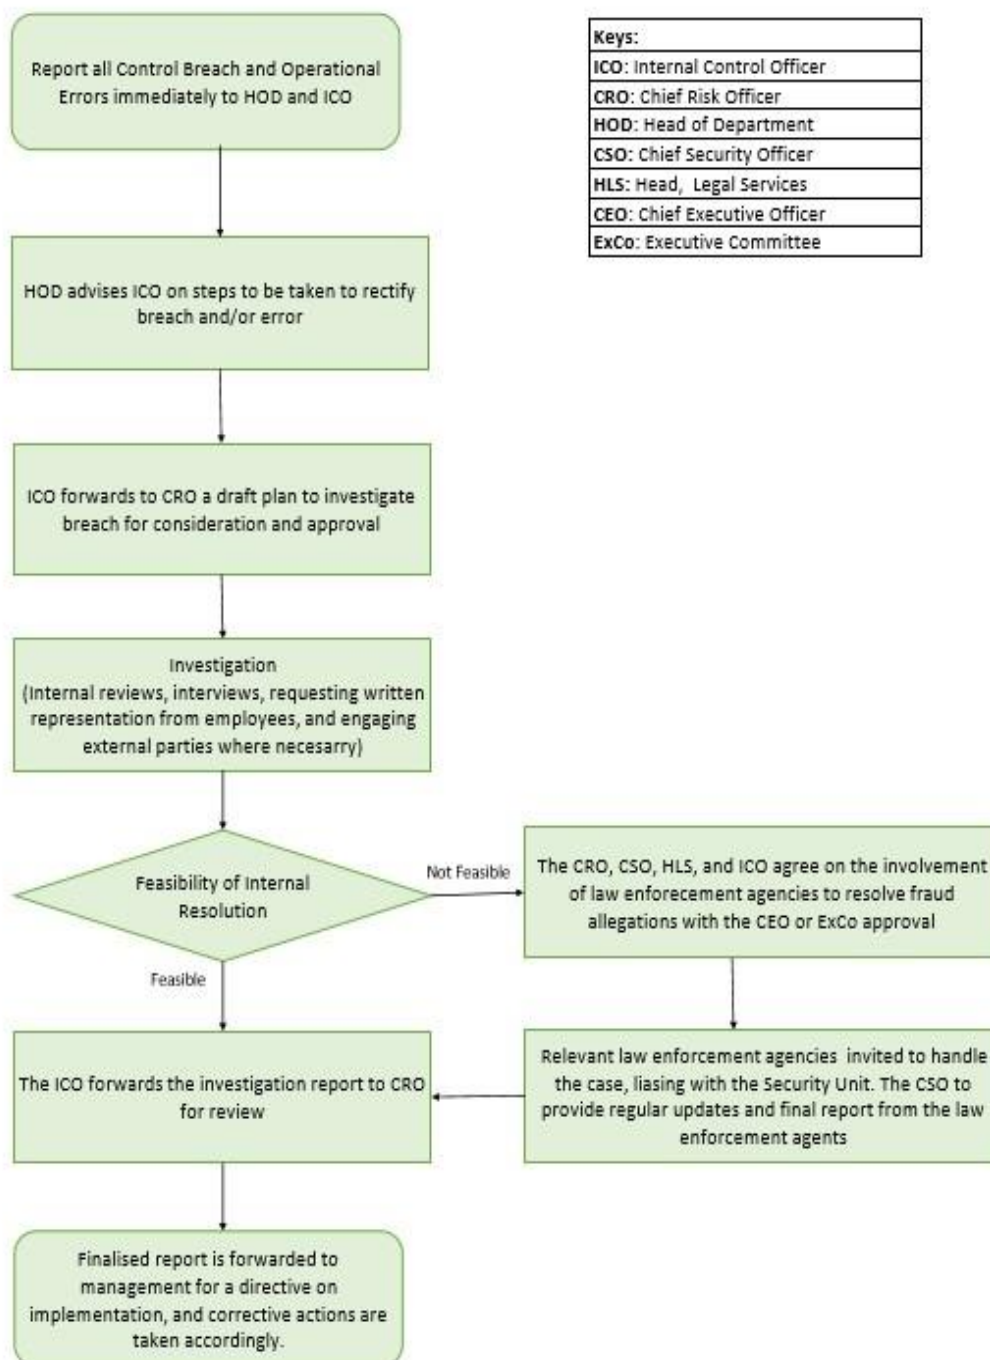 Report all Control Breach and Operational
Errors immediately to HOD and ICO
Keys:
ICO: Internal Control Officer
CRO: Chief Risk Officer
HOD: Head of Department
CSO: Chief Security Officer
HLS: Head, Legal Services
CEO: Chief Executive Officer
ExCo: Executive Committee
HOD advises ICO on steps to be taken to rectify
breach and/or error
ICO forwards to CRO a draft plan to investigate
breach for consideration and approval
Investigation
(Internal reviews, interviews, requesting written
representation from employees, and engaging
external parties where necesarry)
Feasibility of Internal
Resolution
Not Feasible
The CRO, CSO, HLS, and ICO agree on the involvement
of law enforecement agencies to resolve fraud
allegations with the CEO or ExCo approval
Feasible
The ICO forwards the investigation report to CRO
for review
Relevant law enforcement agencies invited to handle
the case, liasing with the Security Unit. The CSO to
provide regular updates and final report from the law
enforcement agents
Finalised report is forwarded to
management for a directive on
implementation, and corrective actions are
taken accordingly.